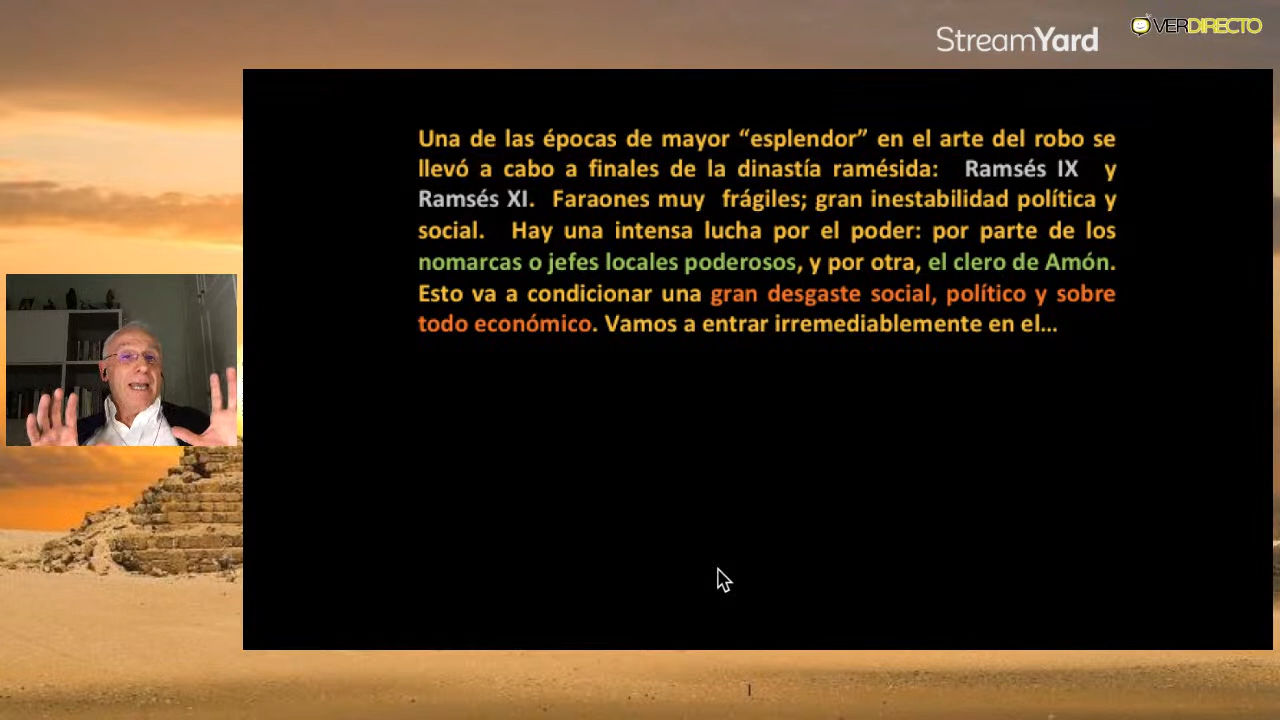 StreamYard
VERDIRECTO
Una de las épocas de mayor “esplendor” en el arte del robo se
llevó a cabo a finales de la dinastía ramésida: Ramsés IX y
Ramsés XI. Faraones muy frágiles; gran inestabilidad política y
social. Hay una intensa lucha por el poder: por parte de los
nomarcas o jefes locales poderosos, y por otra, el clero de Amón.
Esto va a condicionar una gran desgaste social, político y sobre
todo económico. Vamos a entrar irremediablemente en el...